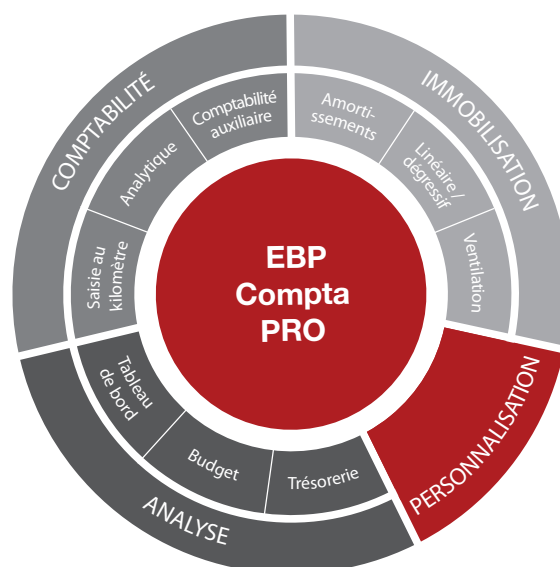 COMPTABILITÉ
Saisie au
kilomètre
Analytique
Comptabilité
auxiliaire
IMMOBILISATION
Amorti-
ssements
Linéaire /
dégressif
Ventilation
EBP
Compta
PRO
PERSONNALISATION
ANALYSE
Tableau
de bord
Budget
Trésorerie